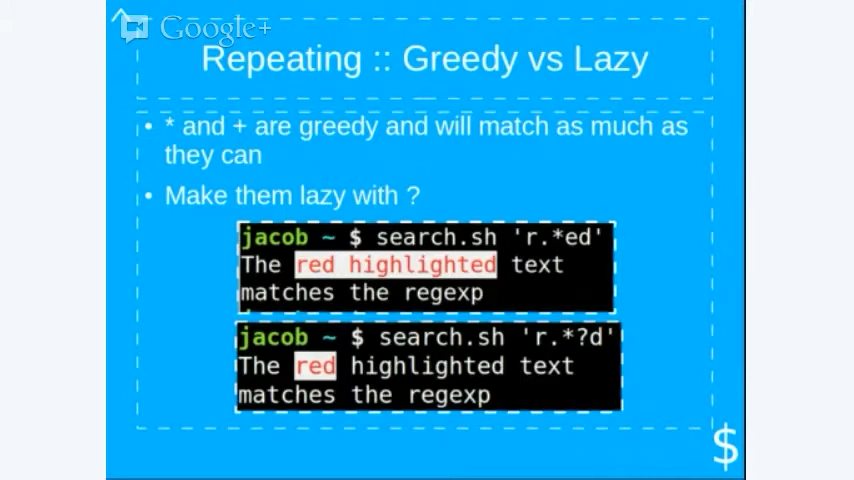 ^
Google+
Repeating :: Greedy vs Lazy
• * and + are greedy and will match as much as
they can
• Make them lazy with ?
jacob ~ $ search.sh 'r.*ed'
The red highlighted text
matches the regexp
jacob ~ $ search.sh 'r.*?d'
The red highlighted text
matches the regexp
$